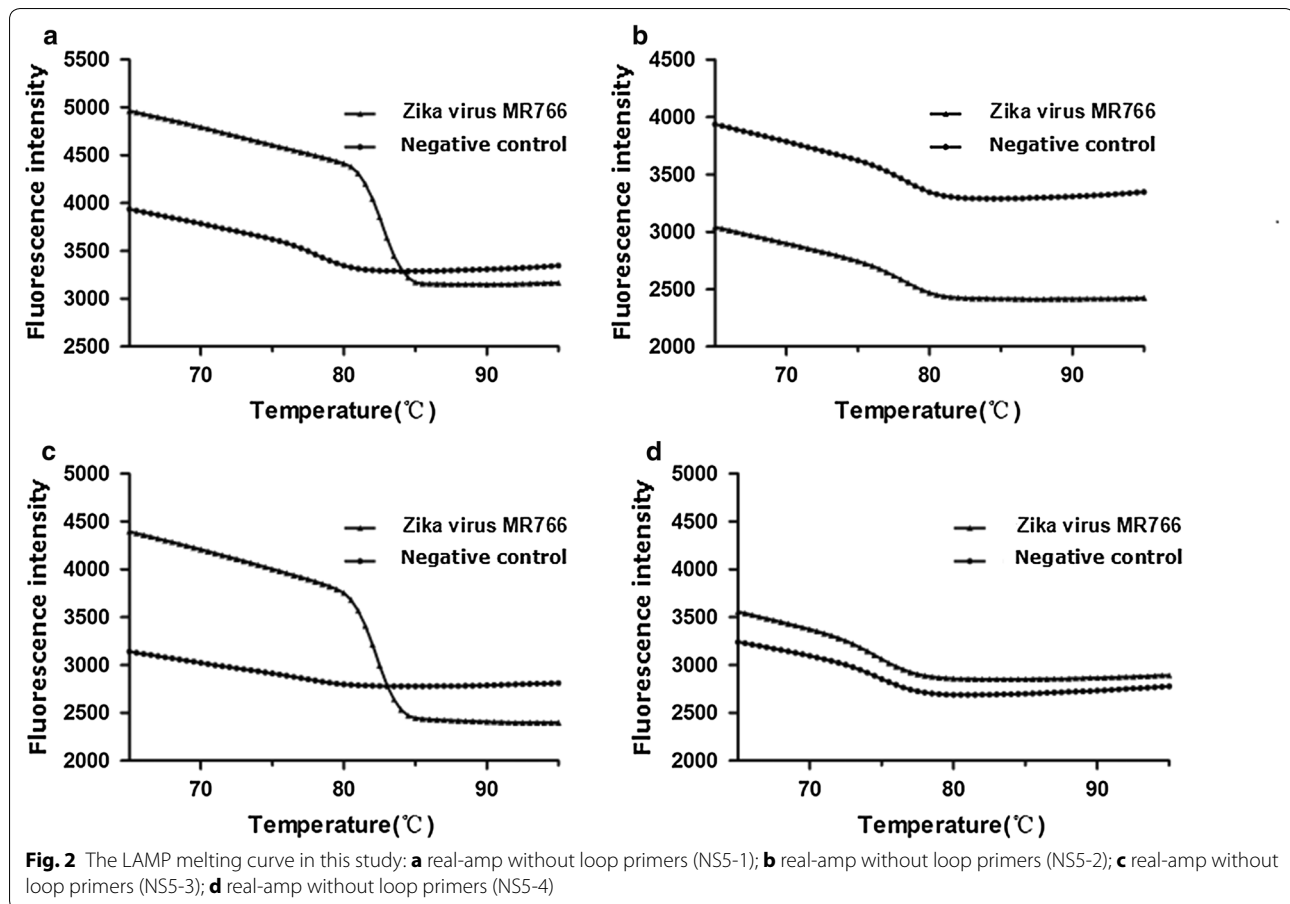 a
5500
5000
4500
4000
3500
3000
2500
Fluorescence intensity
Zika virus MR766
Negative control
70 80 90
Temperature(℃)
b
4500
4000
3500
3000
2500
2000
Fluorescence intensity
Zika virus MR766
Negative control
70 80 90
Temperature(℃)
c
5000
4500
4000
3500
3000
2500
2000
Fluorescence intensity
Zika virus MR766
Negative control
70 80 90
Temperature(℃)
d
5000
4500
4000
3500
3000
2500
2000
Fluorescence intensity
Zika virus MR766
Negative control
70 80 90
Temperature(℃)
Fig. 2 The LAMP melting curve in this study: a real-amp without loop primers (NS5-1); b real-amp without loop primers (NS5-2); c real-amp without
loop primers (NS5-3); d real-amp without loop primers (NS5-4)